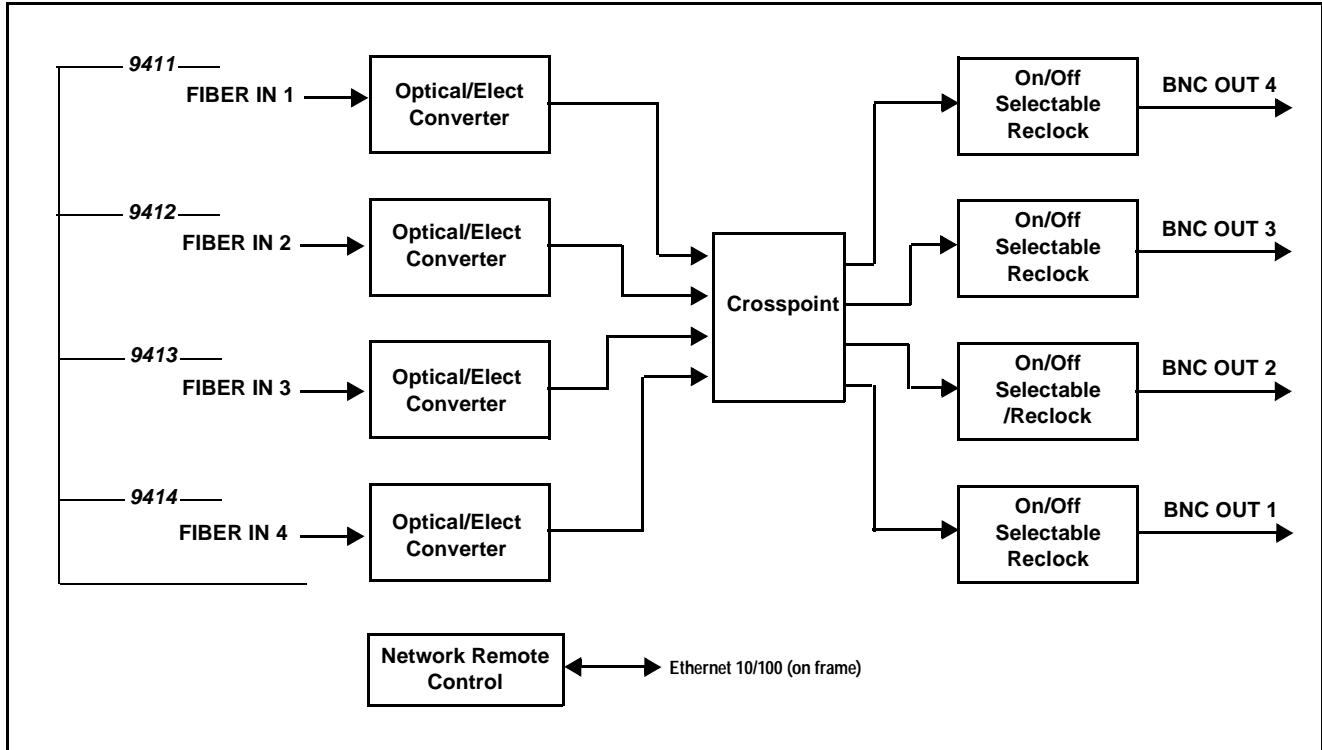 9411
FIBER IN 1
Optical/Elect
Converter
On/Off
Selectable
Reclock
BNC OUT 4
9412
FIBER IN 2
Optical/Elect
Converter
On/Off
Selectable
Reclock
BNC OUT 3
Crosspoint
9413
FIBER IN 3
Optical/Elect
Converter
On/Off
Selectable
/Reclock
BNC OUT 2
9414
FIBER IN 4
Optical/Elect
Converter
On/Off
Selectable
Reclock
BNC OUT 1
Network Remote
Control
Ethernet 10/100 (on frame)